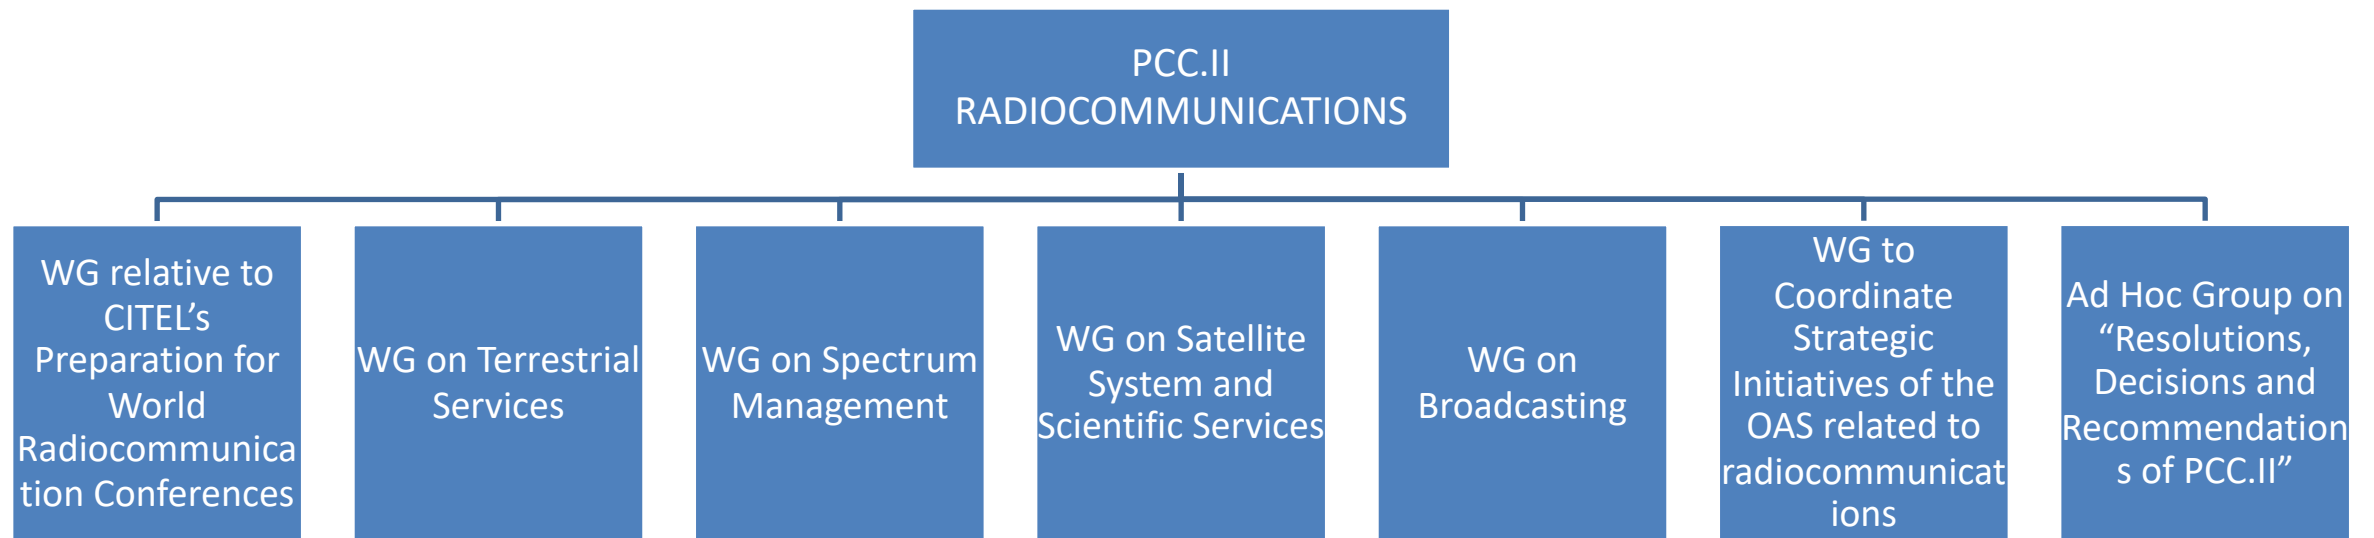 PCC.II
RADIOCOMMUNICATIONS
WG relative to
CITEL’s
Preparation for
World
Radiocommunica
tion Conferences
WG on Terrestrial
Services
WG on Spectrum
Management
WG on Satellite
System and
Scientific Services
WG on
Broadcasting
WG to
Coordinate
Strategic
Initiatives of the
OAS related to
radiocommunicat
ions
Ad Hoc Group on
“Resolutions,
Decisions and
Recommendation
s of PCC.II”